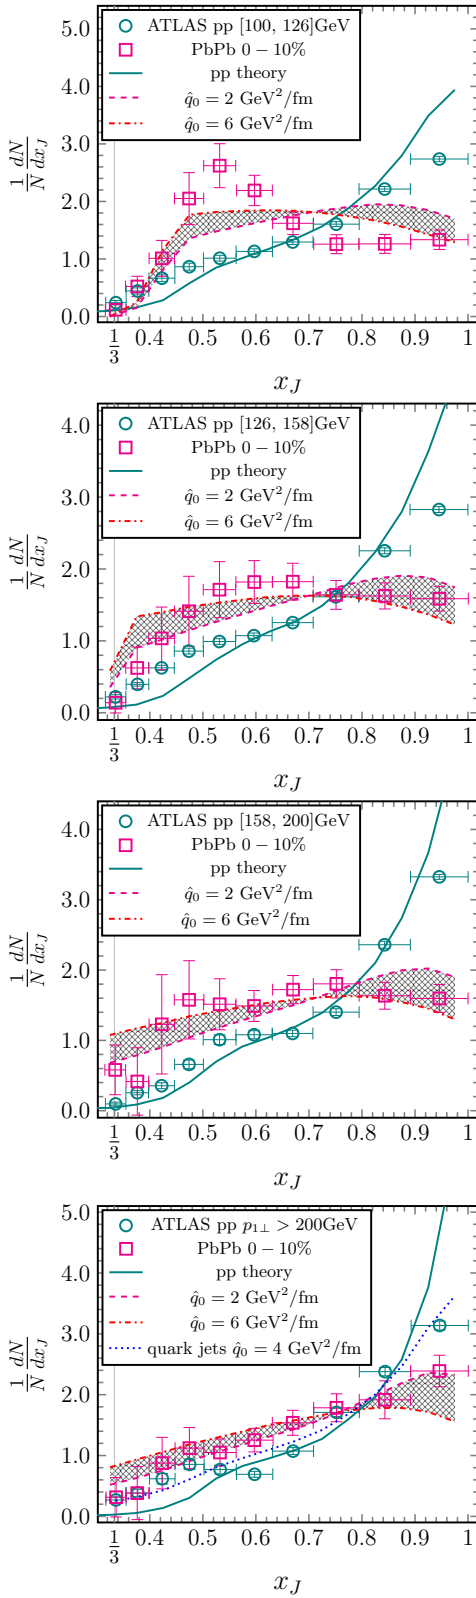 5.0
4.0
3.0
2.0
1.0
0.0
1/N dN/dx_J
ATLAS pp [100, 126]GeV
PbPb 0 − 10%
pp theory
q̂₀ = 2 GeV²/fm
q̂₀ = 6 GeV²/fm
1/3 0.4 0.5 0.6 0.7 0.8 0.9 1
x_J
4.0
3.0
2.0
1.0
0.0
1/N dN/dx_J
ATLAS pp [126, 158]GeV
PbPb 0 − 10%
pp theory
q̂₀ = 2 GeV²/fm
q̂₀ = 6 GeV²/fm
1/3 0.4 0.5 0.6 0.7 0.8 0.9 1
x_J
4.0
3.0
2.0
1.0
0.0
1/N dN/dx_J
ATLAS pp [158, 200]GeV
PbPb 0 − 10%
pp theory
q̂₀ = 2 GeV²/fm
q̂₀ = 6 GeV²/fm
1/3 0.4 0.5 0.6 0.7 0.8 0.9 1
x_J
5.0
4.0
3.0
2.0
1.0
0.0
1/N dN/dx_J
ATLAS pp p_{1⊥} > 200GeV
PbPb 0 − 10%
pp theory
q̂₀ = 2 GeV²/fm
q̂₀ = 6 GeV²/fm
quark jets q̂₀ = 4 GeV²/fm
1/3 0.4 0.5 0.6 0.7 0.8 0.9 1
x_J